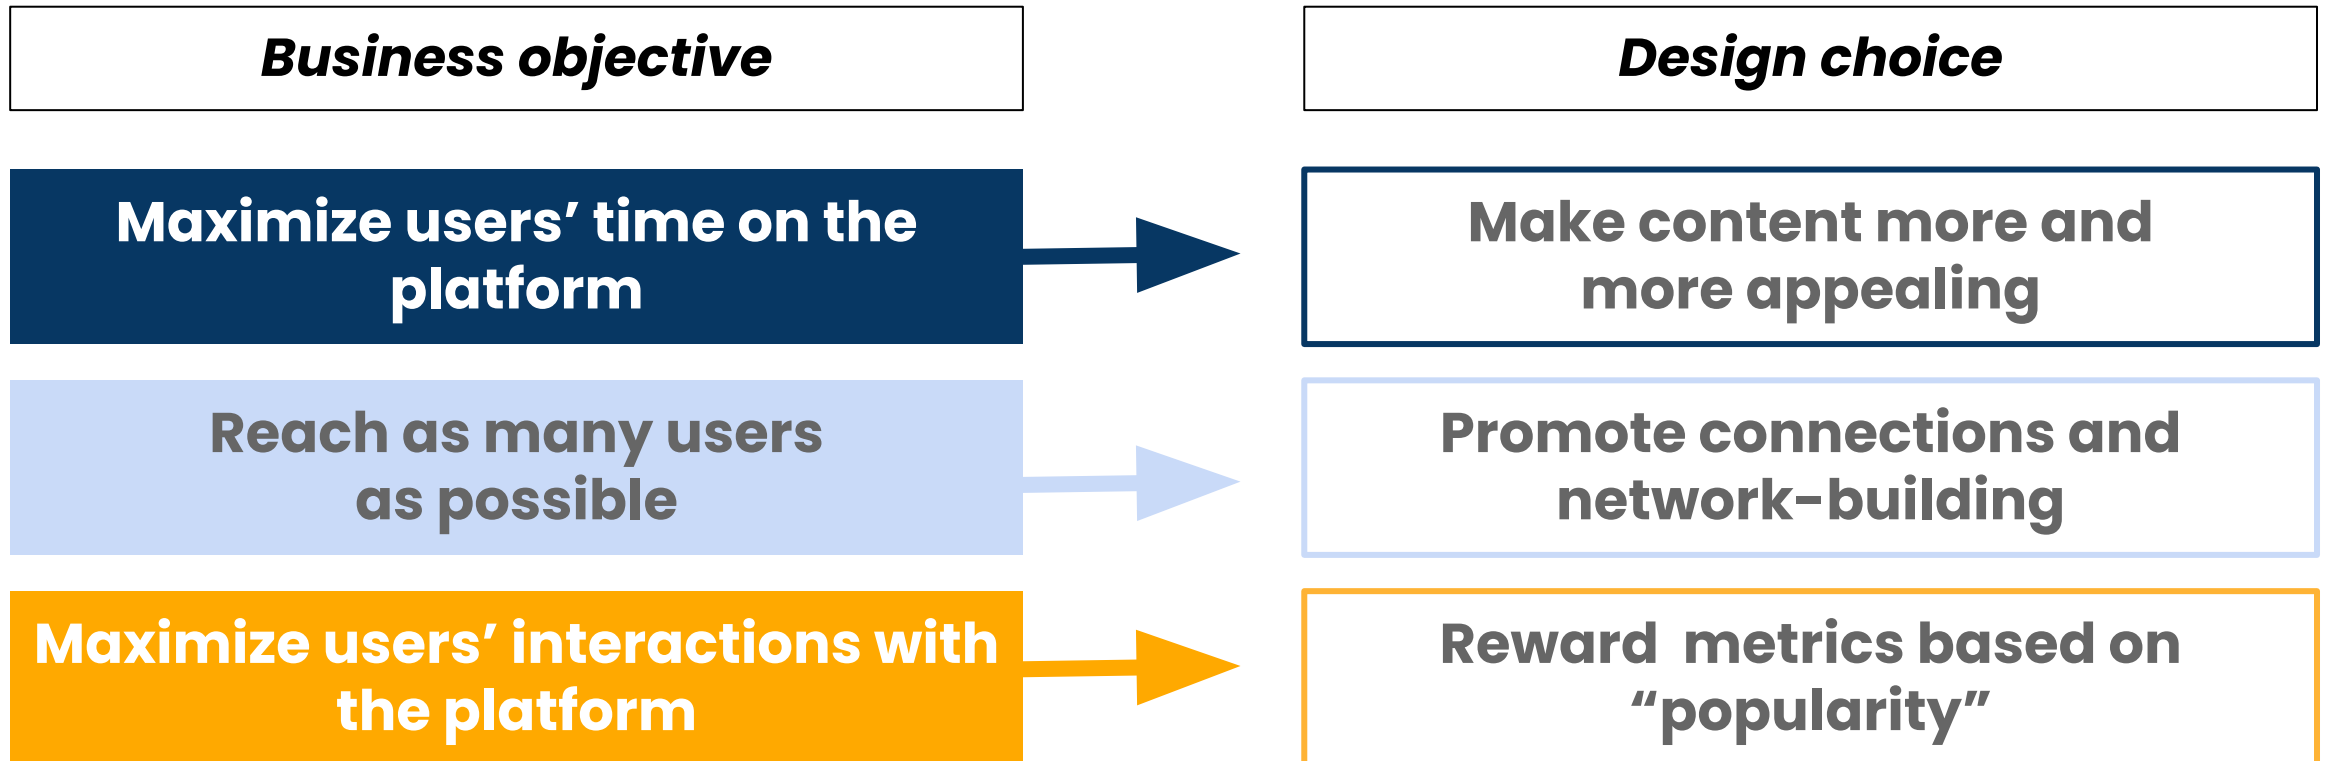 Business objective
Design choice
Maximize users’ time on the
platform
Make content more and
more appealing
Reach as many users
as possible
Promote connections and
network-building
Maximize users’ interactions with
the platform
Reward metrics based on
“popularity”